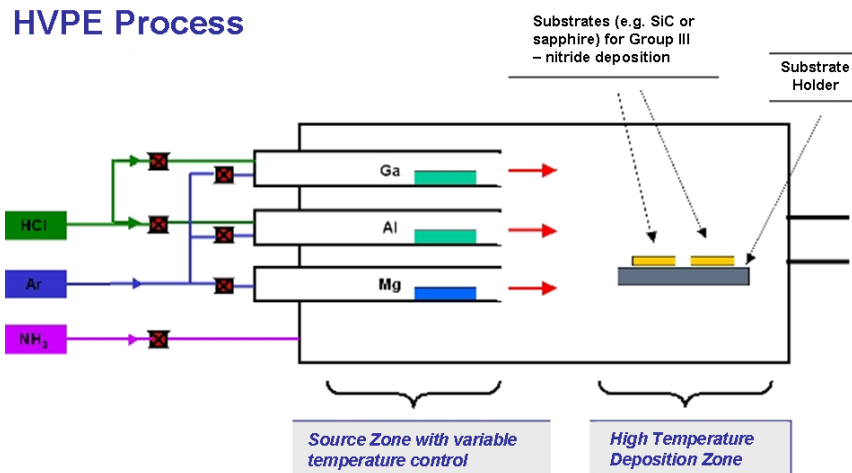 HVPE Process
Substrates (e.g. SiC or
sapphire) for Group III
– nitride deposition
Substrate
Holder
Ga
HCl
Al
Ar
Mg
NH₃
Source Zone with variable
temperature control
High Temperature
Deposition Zone